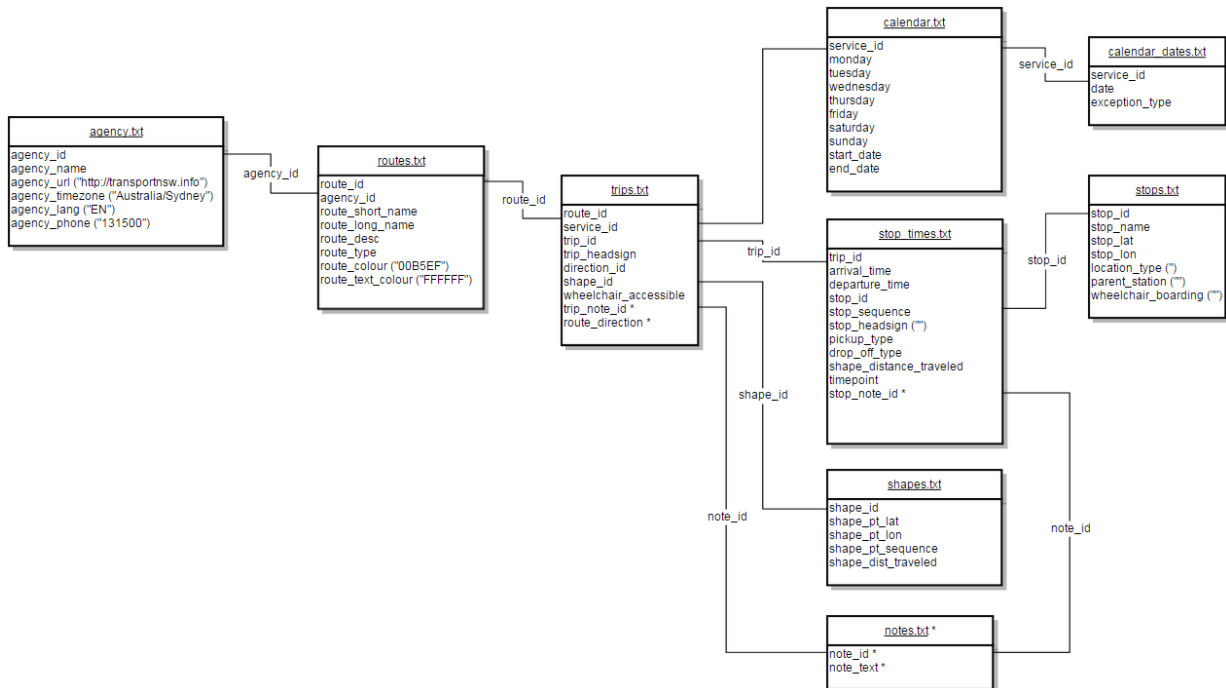 agency.txt
agency_id
agency_name
agency_url ("http://transportnsw.info")
agency_timezone ("Australia/Sydney")
agency_lang ("EN")
agency_phone ("131500")
agency_id
routes.txt
route_id
agency_id
route_short_name
route_long_name
route_desc
route_type
route_colour ("00B5EF")
route_text_colour ("FFFFFF")
route_id
trips.txt
route_id
service_id
trip_id
trip_headsign
direction_id
shape_id
wheelchair_accessible
trip_note_id *
route_direction *
trip_id
shape_id
note_id
calendar.txt
service_id
monday
tuesday
wednesday
thursday
friday
saturday
sunday
start_date
end_date
service_id
calendar_dates.txt
service_id
date
exception_type
stop_times.txt
trip_id
arrival_time
departure_time
stop_id
stop_sequence
stop_headsign ("")
pickup_type
drop_off_type
shape_distance_traveled
timepoint
stop_note_id *
stop_id
stops.txt
stop_id
stop_name
stop_lat
stop_lon
location_type (")
parent_station ("")
wheelchair_boarding ("")
shapes.txt
shape_id
shape_pt_lat
shape_pt_lon
shape_pt_sequence
shape_dist_traveled
note_id
notes.txt *
note_id *
note_text *